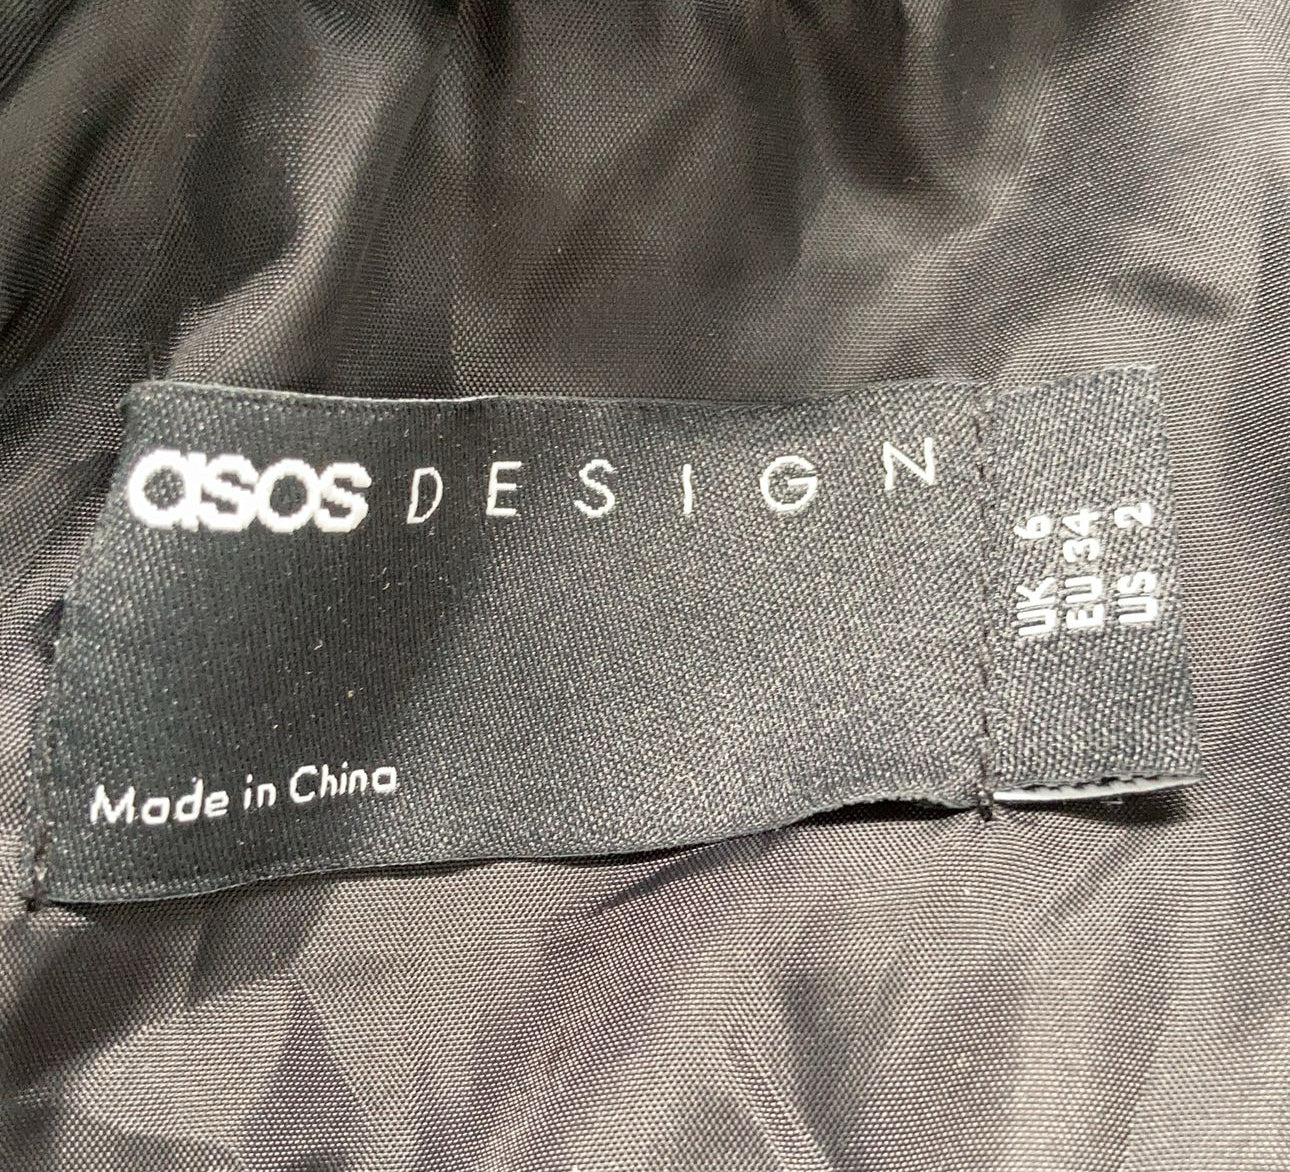 asos DESIGN
Made in China
UK 6
EU 34
US 2